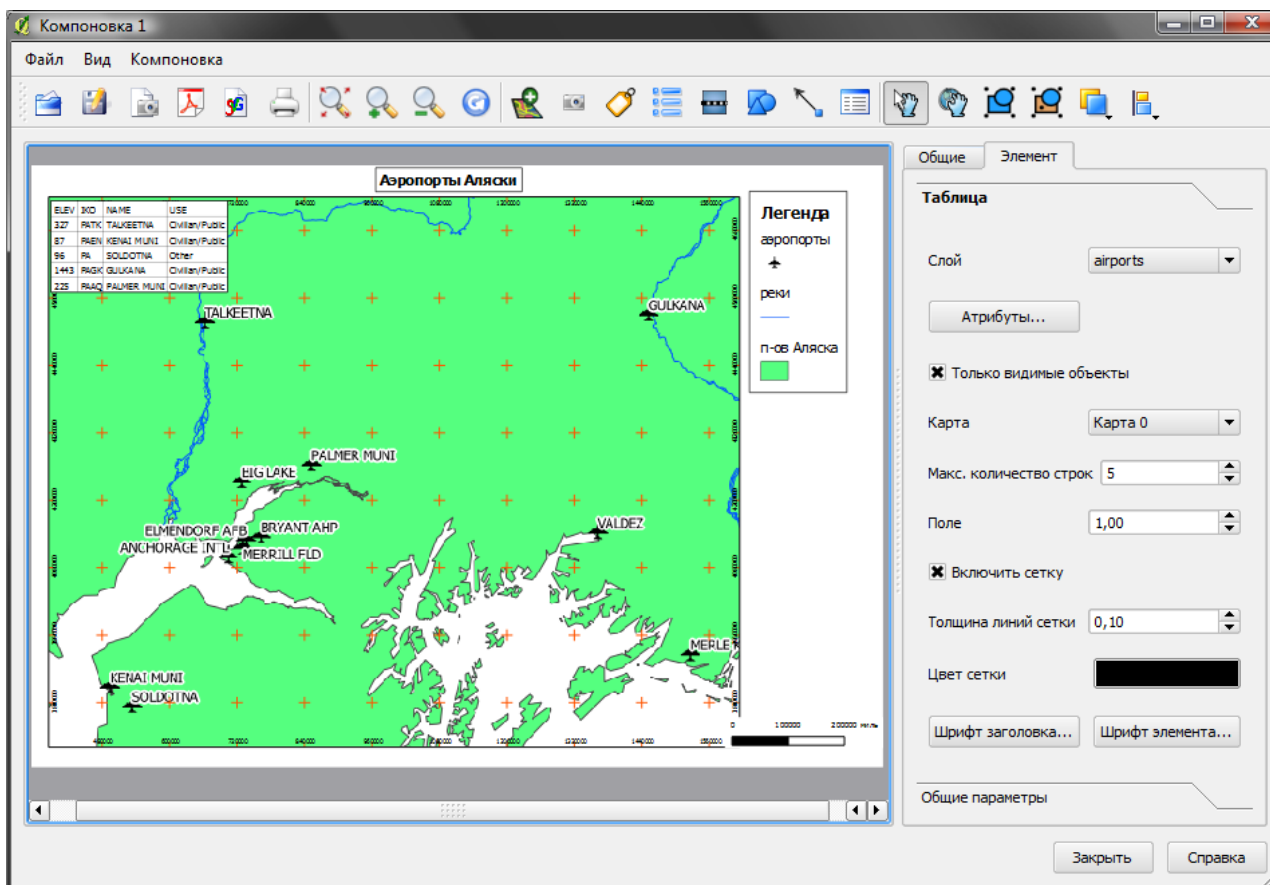 Компоновка 1
Файл Вид Компоновка
Аэропорты Аляски
ELEV IKO NAME USE
327 PATK TALKEETNA Civilian/Public
87 PAEN KENAI MUNI Civilian/Public
96 PA SOLDOTNA Other
1443 PAGK GULKANA Civilian/Public
225 PAAQ PALMER MUNI Civilian/Public
TALKEETNA
GULKANA
PALMER MUNI
BIG LAKE
ELMENDORF AFB
BRYANT AHP
ANCHORAGE INTL
MERRILL FLD
VALDEZ
MERLE
KENAI MUNI
SOLDOTNA
Легенда
аэропорты
реки
п-ов Аляска
0 100000 200000
Общие Элемент
Таблица
Слой airports
Атрибуты...
Только видимые объекты
Карта Карта 0
Макс. количество строк 5
Поле 1,00
Включить сетку
Толщина линий сетки 0,10
Цвет сетки
Шрифт заголовка... Шрифт элемента...
Общие параметры
Закрыть Справка